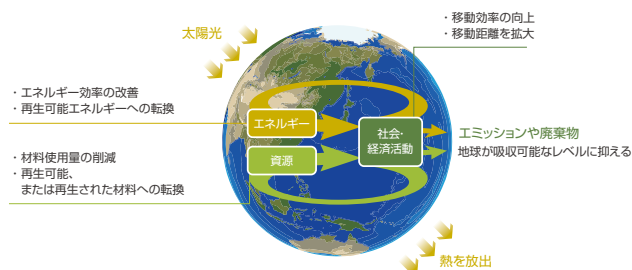 ・移動効率の向上
・移動距離を拡大
太陽光
・エネルギー効率の改善
・再生可能エネルギーへの転換
エネルギー
社会・
経済活動
エミッションや廃棄物
地球が吸収可能なレベルに抑える
・材料使用量の削減
・再生可能、
または再生された材料への転換
資源
熱を放出